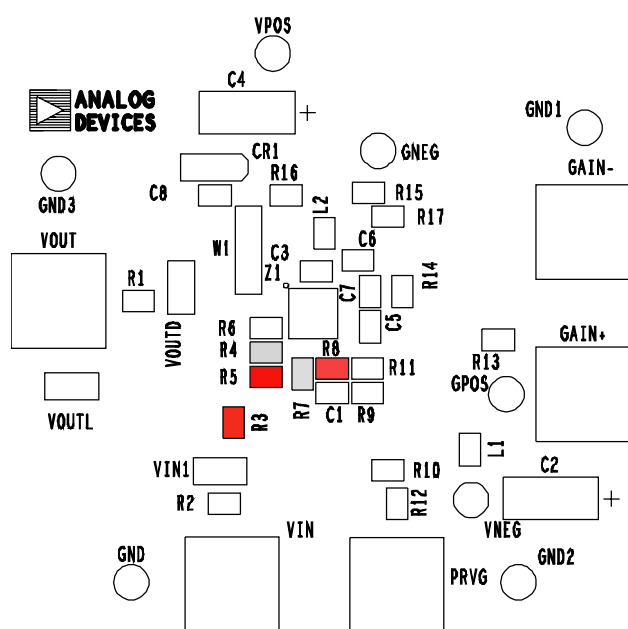 VPOS
C4
ANALOG
DEVICES
GND1
CR1
GNEG
GAIN-
C8
R16
R15
GND3
L2
R17
VOUT
W1
C3
C6
Z1
R1
C7
R14
VOUTD
R6
C5
R4
R8
R13
GAIN+
R5
R11
GPOS
R7
VOUTL
R3
C1
R9
L1
VIN1
R10
C2
R2
R12
VIN
VNEG
GND
PRVG
GND2